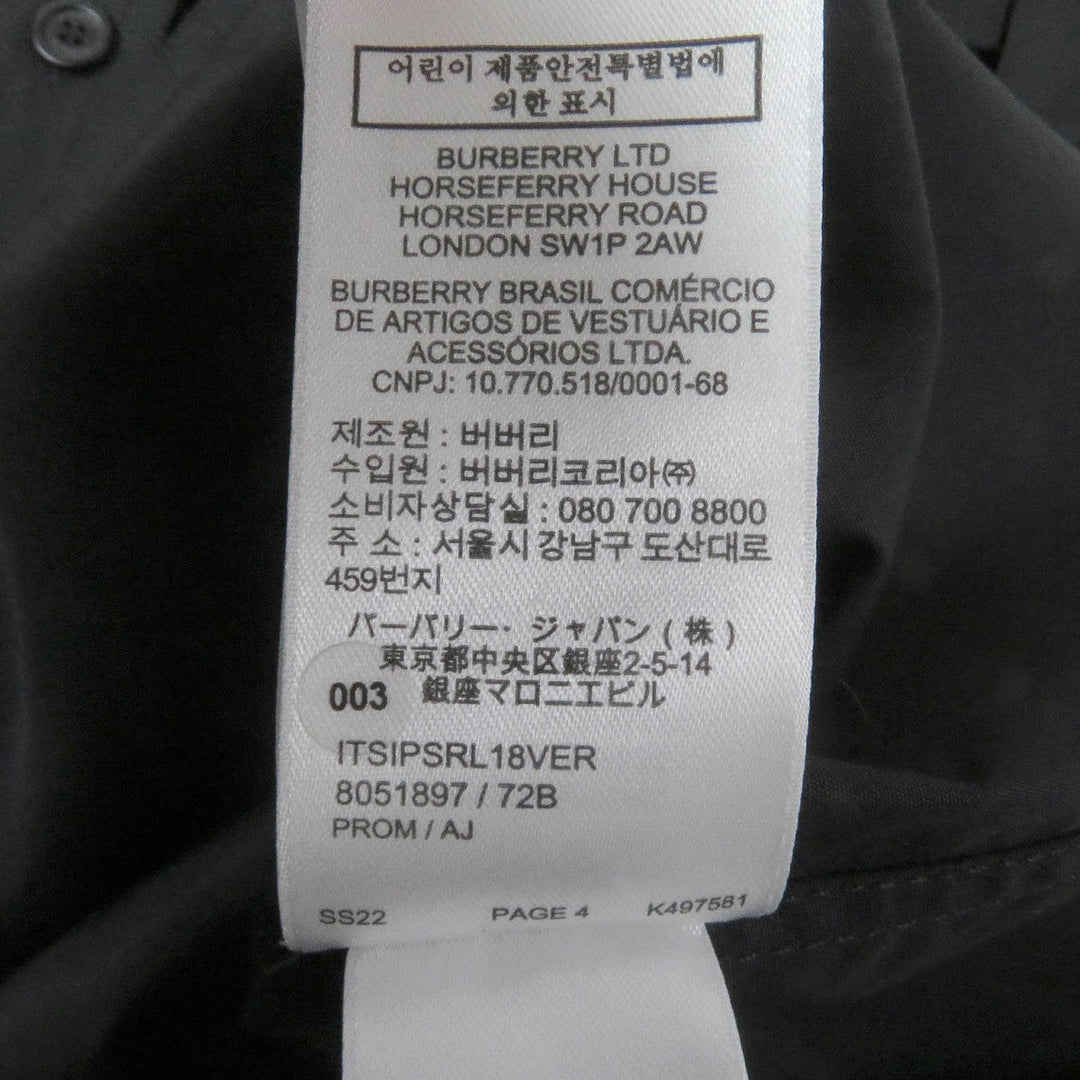 어린이 제품안전특별법에
의한 표시
BURBERRY LTD
HORSEFERRY HOUSE
HORSEFERRY ROAD
LONDON SW1P 2AW
BURBERRY BRASIL COMÉRCIO
DE ARTIGOS DE VESTUÁRIO E
ACESSÓRIOS LTDA.
CNPJ: 10.770.518/0001-68
제조원 : 버버리
수입원 : 버버리코리아㈜
소비자상담실 : 080 700 8800
주 소 : 서울시 강남구 도산대로
459번지
バーバリー・ジャパン ( 株 )
東京都中央区銀座2-5-14
銀座マロニエビル
003
ITSIPSRL18VER
8051897 / 72B
PROM / AJ
SS22 PAGE 4 K497581